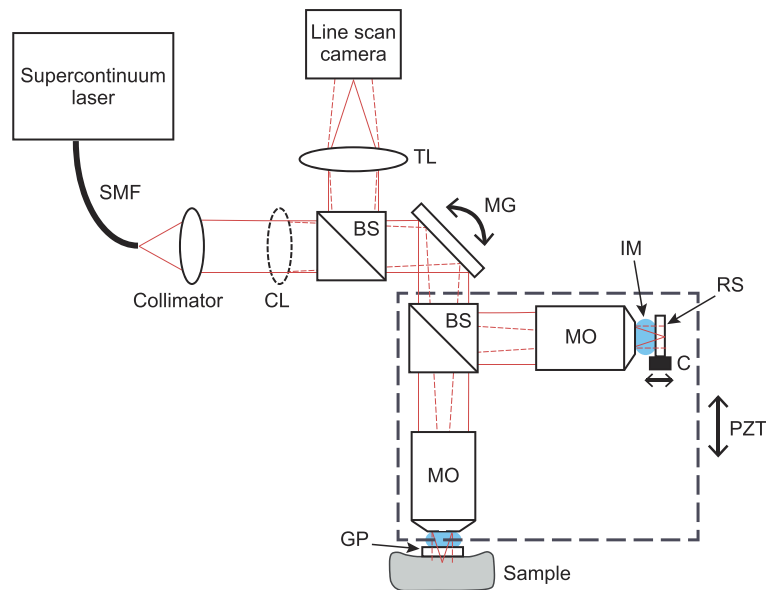 Line scan
camera
Supercontinuum
laser
TL
SMF
MG
BS
Collimator
CL
IM
RS
BS
MO
C
PZT
MO
GP
Sample